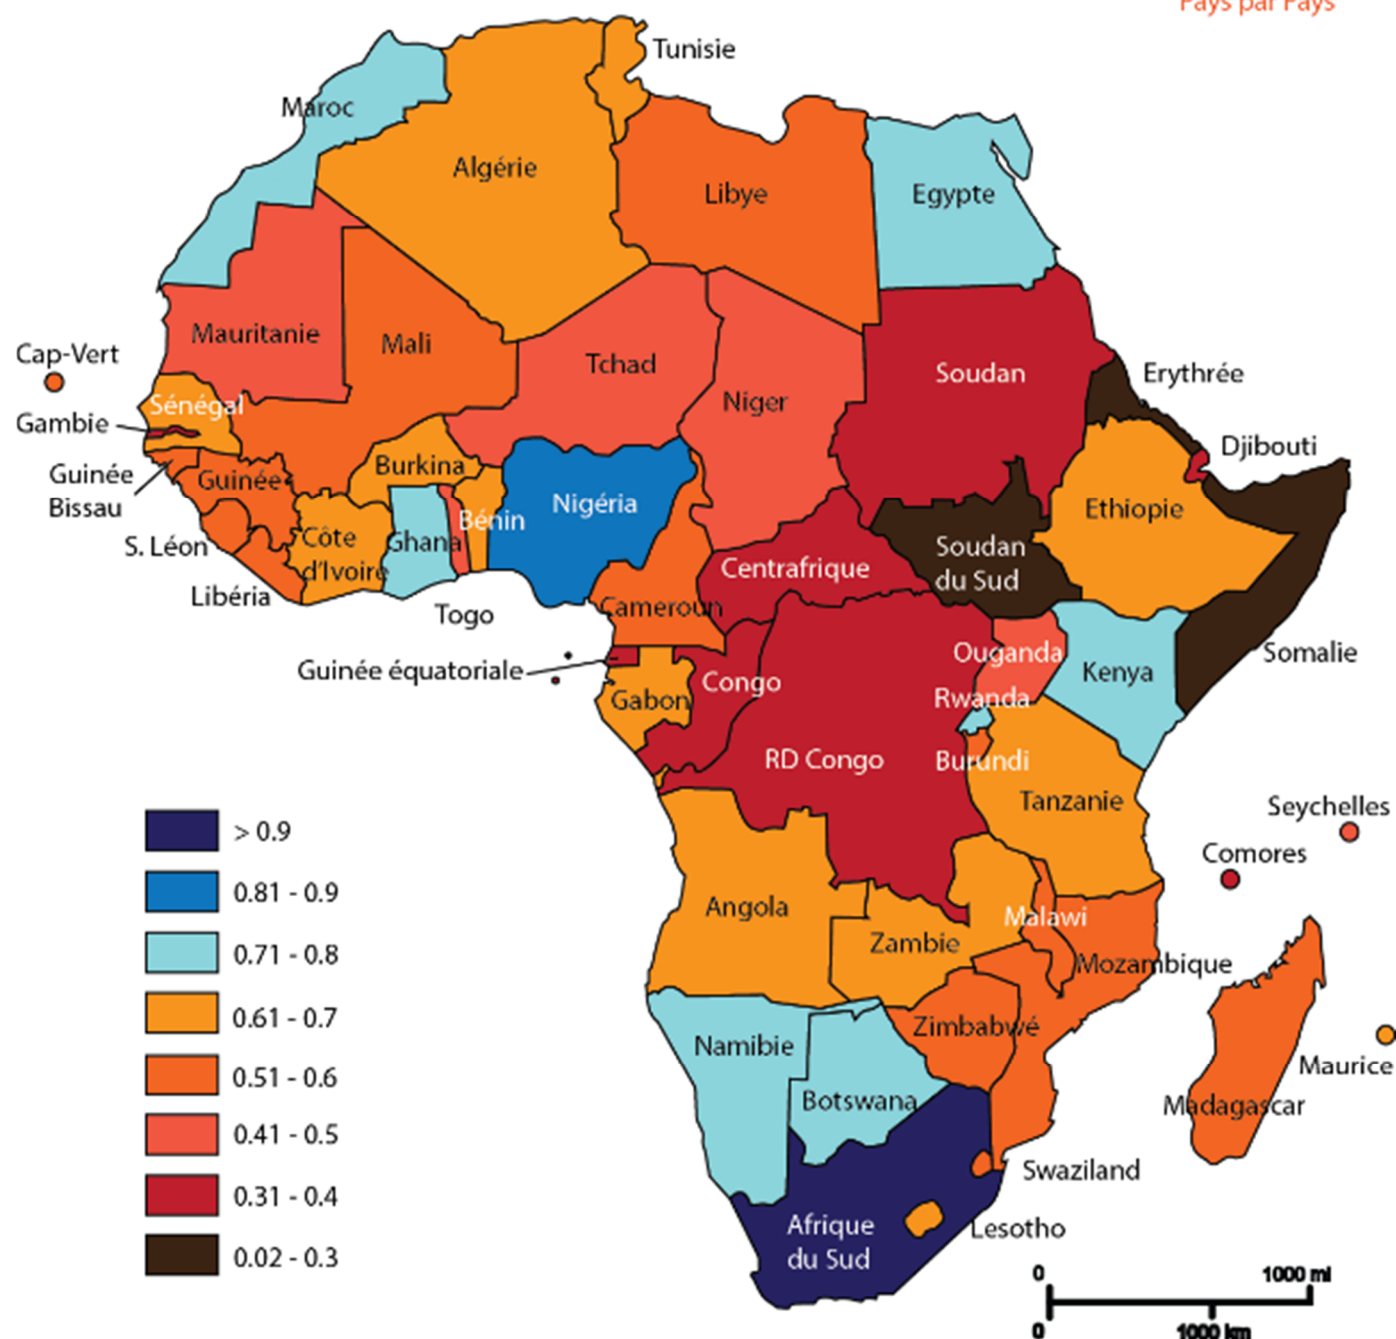 Pays par Pays
Tunisie
Maroc
Algérie
Libye
Egypte
Mauritanie
Mali
Tchad
Niger
Soudan
Erythrée
Cap-Vert
Sénégal
Gambie
Djibouti
Guinée
Bissau
Guinée
Burkina
Bénin
Nigéria
Ethiopie
S. Léon
Côte
d'Ivoire
Ghana
Soudan
du Sud
Centrafrique
Libéria
Togo
Cameroun
Guinée équatoriale
Gabon
Congo
Ouganda
Kenya
Somalie
Rwanda
RD Congo
Burundi
Tanzanie
Seychelles
Comores
> 0.9
0.81 - 0.9
0.71 - 0.8
0.61 - 0.7
0.51 - 0.6
0.41 - 0.5
0.31 - 0.4
0.02 - 0.3
Angola
Malawi
Zambie
Mozambique
Zimbabwé
Namibie
Maurice
Botswana
Madagascar
Swaziland
Afrique
du Sud
Lesotho
0
1000 mi
0
1000 km